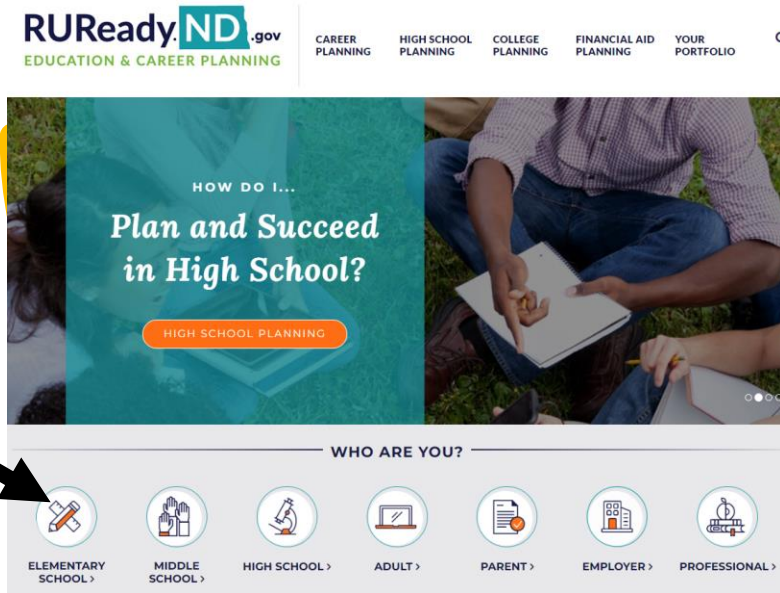 RUReady ND .gov
EDUCATION & CAREER PLANNING
CAREER
PLANNING
HIGH SCHOOL
PLANNING
COLLEGE
PLANNING
FINANCIAL AID
PLANNING
YOUR
PORTFOLIO
HOW DO I...
Plan and Succeed
in High School?
HIGH SCHOOL PLANNING
WHO ARE YOU?
ELEMENTARY
SCHOOL >
MIDDLE
SCHOOL >
HIGH SCHOOL >
ADULT >
PARENT >
EMPLOYER >
PROFESSIONAL >